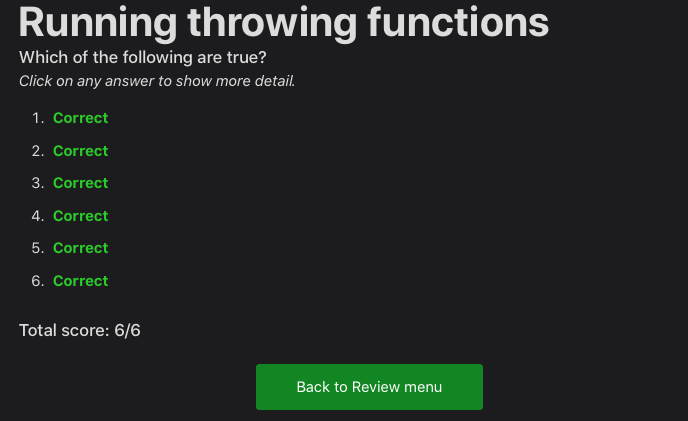 Running throwing functions
Which of the following are true?
Click on any answer to show more detail.
1. Correct
2. Correct
3. Correct
4. Correct
5. Correct
6. Correct
Total score: 6/6
Back to Review menu